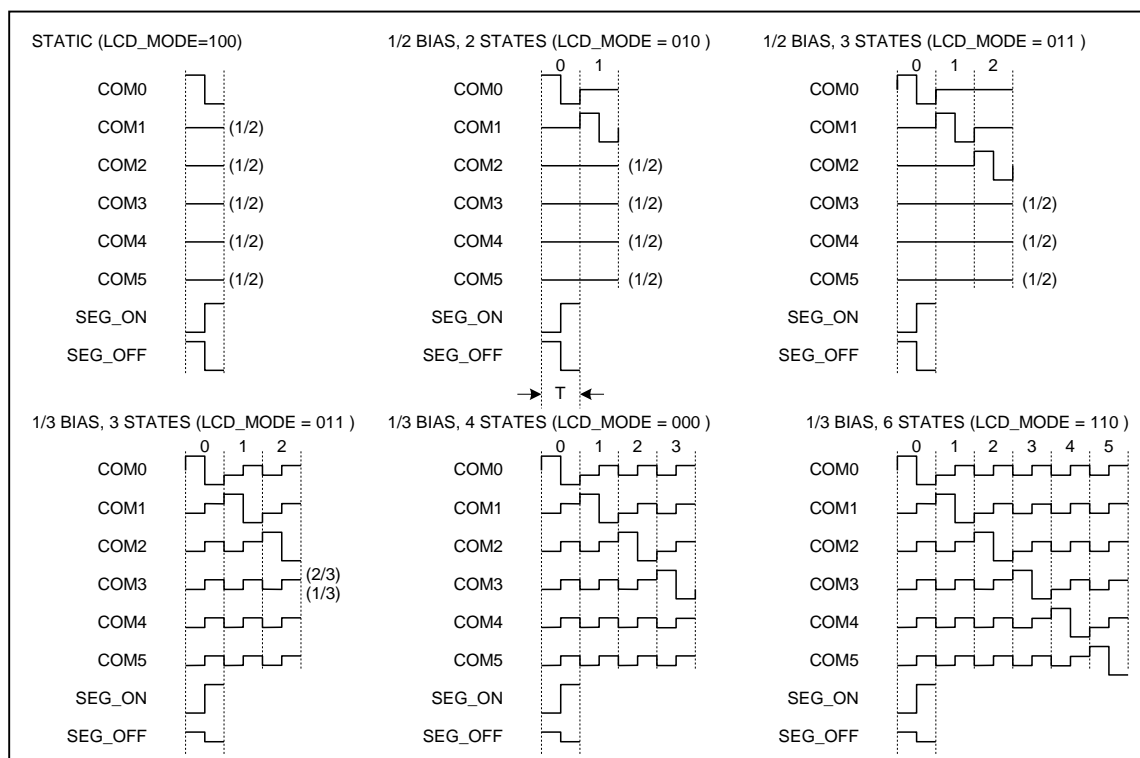 STATIC (LCD_MODE=100)
COM0
COM1 (1/2)
COM2 (1/2)
COM3 (1/2)
COM4 (1/2)
COM5 (1/2)
SEG_ON
SEG_OFF
1/2 BIAS, 2 STATES (LCD_MODE = 010 )
0 1
COM0
COM1
COM2 (1/2)
COM3 (1/2)
COM4 (1/2)
COM5 (1/2)
SEG_ON
SEG_OFF
T
1/2 BIAS, 3 STATES (LCD_MODE = 011 )
0 1 2
COM0
COM1
COM2
COM3 (1/2)
COM4 (1/2)
COM5 (1/2)
SEG_ON
SEG_OFF
1/3 BIAS, 3 STATES (LCD_MODE = 011 )
0 1 2
COM0
COM1
COM2
(2/3)
COM3
(1/3)
COM4
COM5
SEG_ON
SEG_OFF
1/3 BIAS, 4 STATES (LCD_MODE = 000 )
0 1 2 3
COM0
COM1
COM2
COM3
COM4
COM5
SEG_ON
SEG_OFF
1/3 BIAS, 6 STATES (LCD_MODE = 110 )
0 1 2 3 4 5
COM0
COM1
COM2
COM3
COM4
COM5
SEG_ON
SEG_OFF